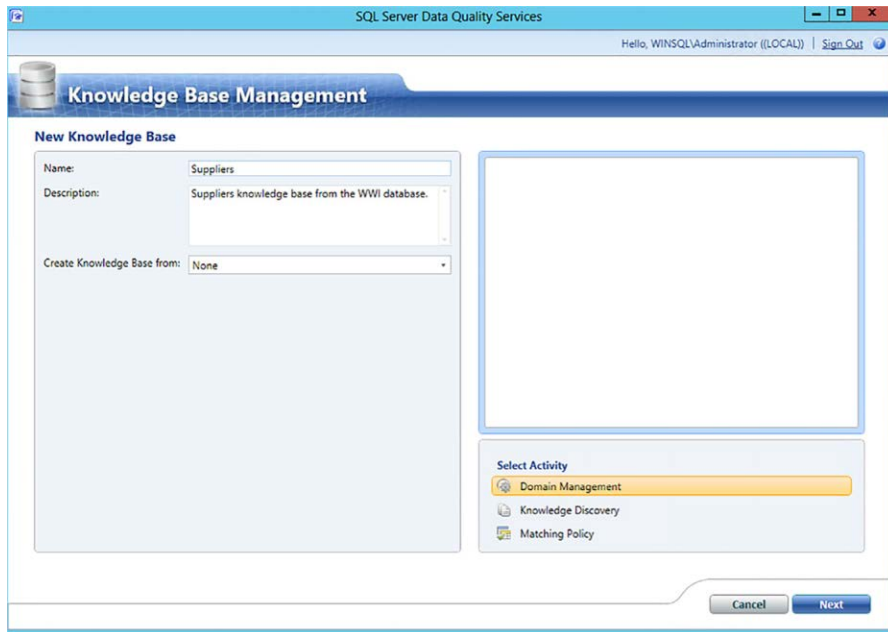 SQL Server Data Quality Services
Hello, WINSQL\Administrator ((LOCAL)) | Sign Out
Knowledge Base Management
New Knowledge Base
Name: Suppliers
Description: Suppliers knowledge base from the WWI database.
Create Knowledge Base from: None
Select Activity
Domain Management
Knowledge Discovery
Matching Policy
Cancel Next